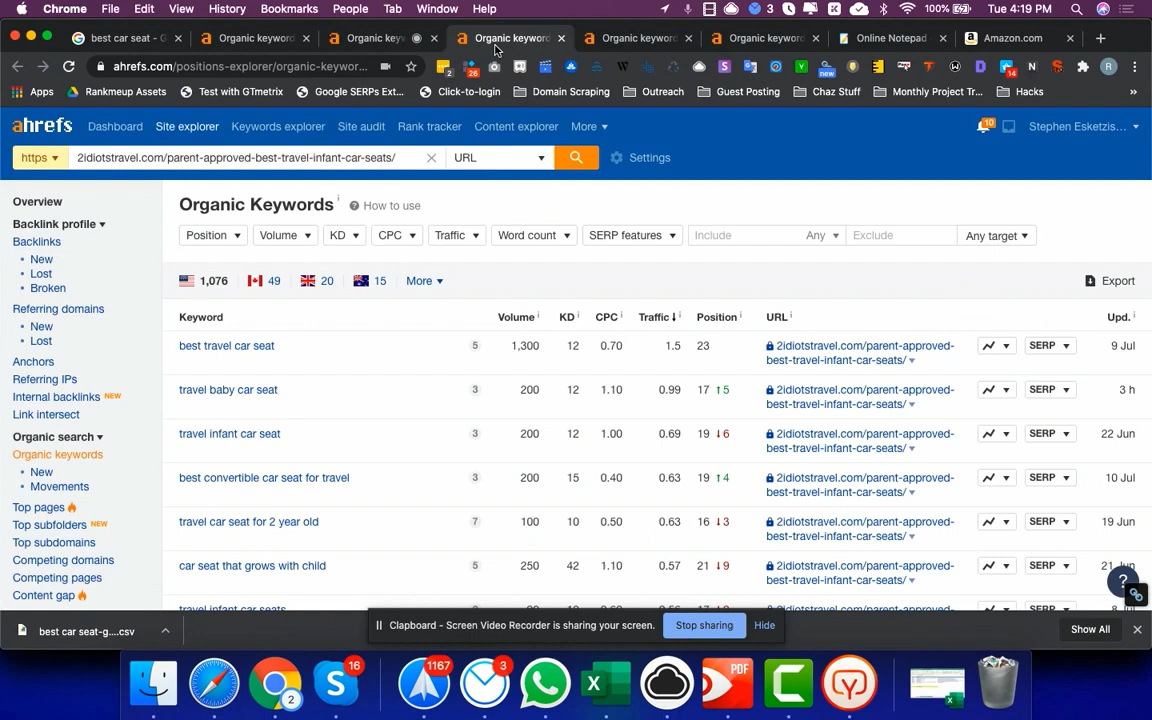 Chrome File Edit View History Bookmarks People Tab Window Help 3 100% Tue 4:19 PM
best car seat - G Organic keyword Organic keyw Organic keyword Organic keyword Organic keyword Online Notepad Amazon.com
ahrefs.com/positions-explorer/organic-keywor... 2 26 new 14 R
Apps Rankmeup Assets Test with GTmetrix Google SERPs Ext... Click-to-login Domain Scraping Outreach Guest Posting Chaz Stuff Monthly Project Tr... Hacks »
ahrefs Dashboard Site explorer Keywords explorer Site audit Rank tracker Content explorer More 10 Stephen Esketzis...
https 2idiotstravel.com/parent-approved-best-travel-infant-car-seats/ URL Settings
Overview
Backlink profile
Backlinks
New
Lost
Broken
Referring domains
New
Lost
Anchors
Referring IPs
Internal backlinks NEW
Link intersect
Organic search
Organic keywords
New
Movements
Top pages
Top subfolders NEW
Top subdomains
Competing domains
Competing pages
Content gap
Organic Keywords i ? How to use
Position Volume KD CPC Traffic Word count SERP features Include Any Exclude Any target
1,076 49 20 15 More Export
Keyword Volume KD CPC Traffic Position URL Upd.
best travel car seat 5 1,300 12 0.70 1.5 23 2idiotstravel.com/parent-approved- SERP 9 Jul
best-travel-infant-car-seats/
travel baby car seat 3 200 12 1.10 0.99 17 ↑5 2idiotstravel.com/parent-approved- SERP 3 h
best-travel-infant-car-seats/
travel infant car seat 3 200 12 1.00 0.69 19 ↓6 2idiotstravel.com/parent-approved- SERP 22 Jun
best-travel-infant-car-seats/
best convertible car seat for travel 3 200 15 0.40 0.63 19 ↑4 2idiotstravel.com/parent-approved- SERP 10 Jul
best-travel-infant-car-seats/
travel car seat for 2 year old 7 100 10 0.50 0.63 16 ↓3 2idiotstravel.com/parent-approved- SERP 19 Jun
best-travel-infant-car-seats/
car seat that grows with child 5 250 42 1.10 0.57 21 ↓9 2idiotstravel.com/parent-approved- SERP 21 Jun
best-travel-infant-car-seats/
travel infant car seats
?
best car seat-g....csv Clapboard - Screen Video Recorder is sharing your screen. Stop sharing Hide Show All
2 16 1167 3 PDF